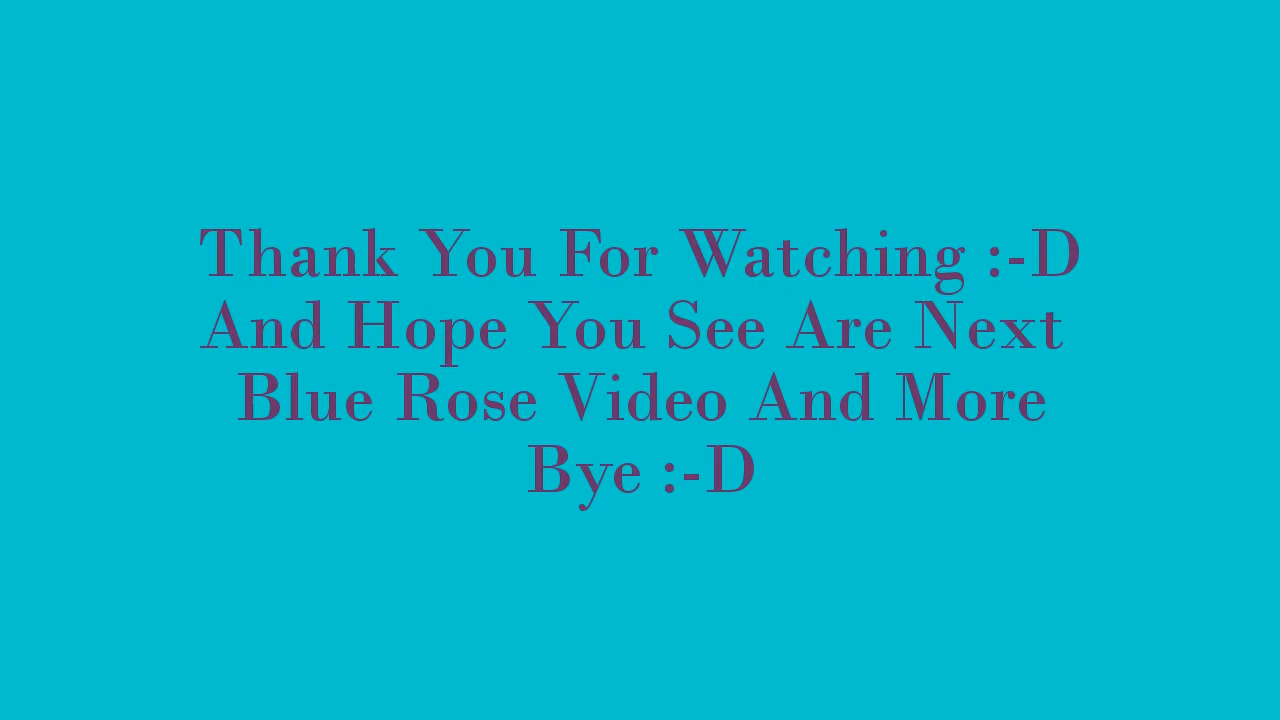 Thank You For Watching :-D
And Hope You See Are Next
Blue Rose Video And More
Bye :-D